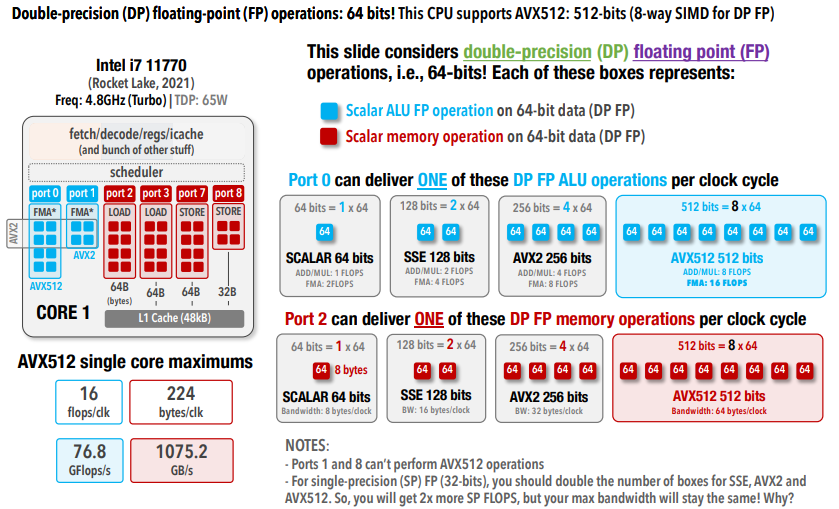 Double-precision (DP) floating-point (FP) operations: 64 bits! This CPU supports AVX512: 512-bits (8-way SIMD for DP FP)
Intel i7 11770
(Rocket Lake, 2021)
Freq: 4.8GHz (Turbo) | TDP: 65W
fetch/decode/regs/icache
(and bunch of other stuff)
scheduler
port 0 port 1 port 2 port 3 port 7 port 8
FMA* FMA* LOAD LOAD STORE STORE
AVX2
AVX2
AVX512
64B 64B 64B 32B
(bytes)
CORE 1
L1 Cache (48kB)
AVX512 single core maximums
16
flops/clk
224
bytes/clk
76.8
GFlops/s
1075.2
GB/s
This slide considers double-precision (DP) floating point (FP)
operations, i.e., 64-bits! Each of these boxes represents:
Scalar ALU FP operation on 64-bit data (DP FP)
Scalar memory operation on 64-bit data (DP FP)
Port 0 can deliver ONE of these DP FP ALU operations per clock cycle
64 bits = 1 x 64
64
SCALAR 64 bits
ADD/MUL: 1 FLOPS
FMA: 2FLOPS
128 bits = 2 x 64
64 64
SSE 128 bits
ADD/MUL: 2 FLOPS
FMA: 4 FLOPS
256 bits = 4 x 64
64 64 64 64
AVX2 256 bits
ADD/MUL: 4 FLOPS
FMA: 8 FLOPS
512 bits = 8 x 64
64 64 64 64 64 64 64 64
AVX512 512 bits
ADD/MUL: 8 FLOPS
FMA: 16 FLOPS
Port 2 can deliver ONE of these DP FP memory operations per clock cycle
64 bits = 1 x 64
64 8 bytes
SCALAR 64 bits
Bandwidth: 8 bytes/clock
128 bits = 2 x 64
64 64
SSE 128 bits
BW: 16 bytes/clock
256 bits = 4 x 64
64 64 64 64
AVX2 256 bits
BW: 32 bytes/clock
512 bits = 8 x 64
64 64 64 64 64 64 64 64
AVX512 512 bits
Bandwidth: 64 bytes/clock
NOTES:
- Ports 1 and 8 can't perform AVX512 operations
- For single-precision (SP) FP (32-bits), you should double the number of boxes for SSE, AVX2 and
AVX512. So, you will get 2x more SP FLOPS, but your max bandwidth will stay the same! Why?